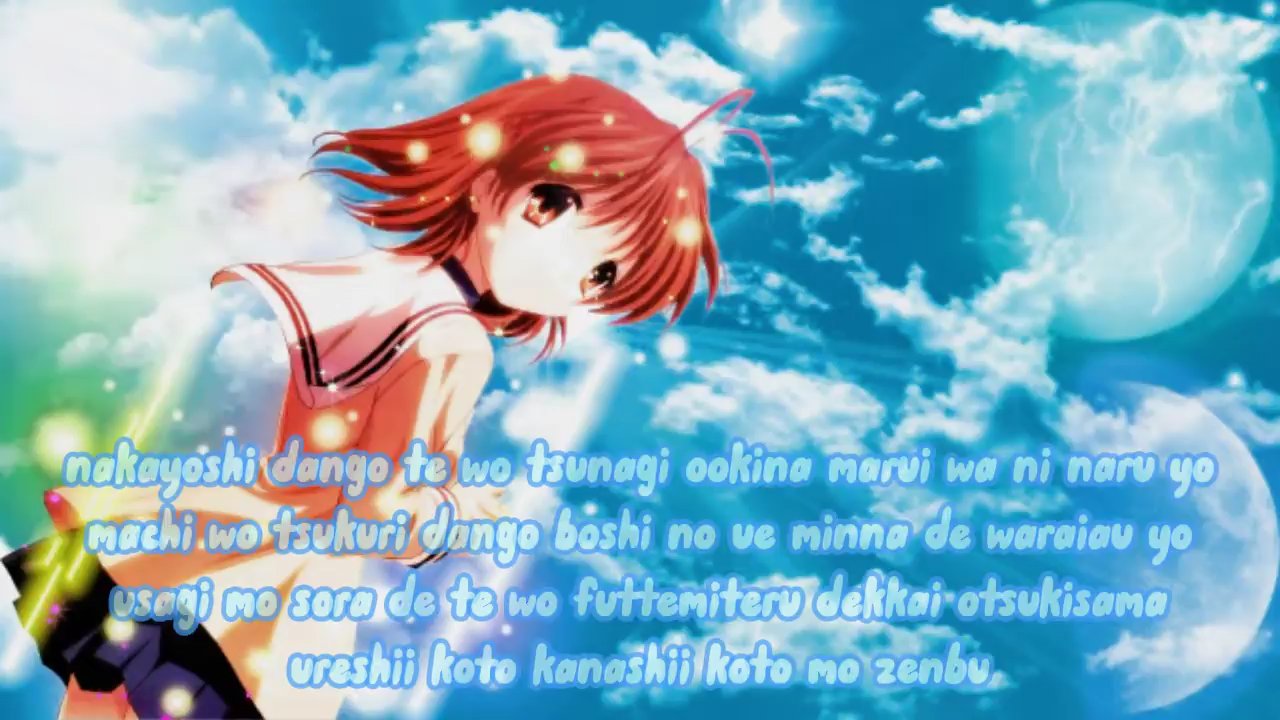 nakayoshi dango te wo tsunagi ookina marui wa ni naru yo
machi wo tsukuri dango boshi no ue minna de waraiau yo
usagi mo sora de te wo futtemiteru dekkai otsukisama
ureshii koto kanashii koto mo zenbu,